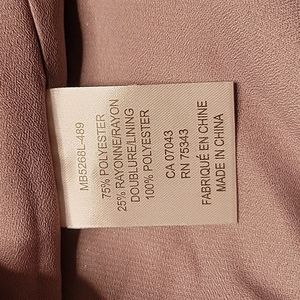 MB5268L-489
75% POLYESTER
25% RAYONNE/RAYON
DOUBLURE/LINING
100% POLYESTER
CA 07043
RN 75343
FABRIQUÉ EN CHINE
MADE IN CHINA